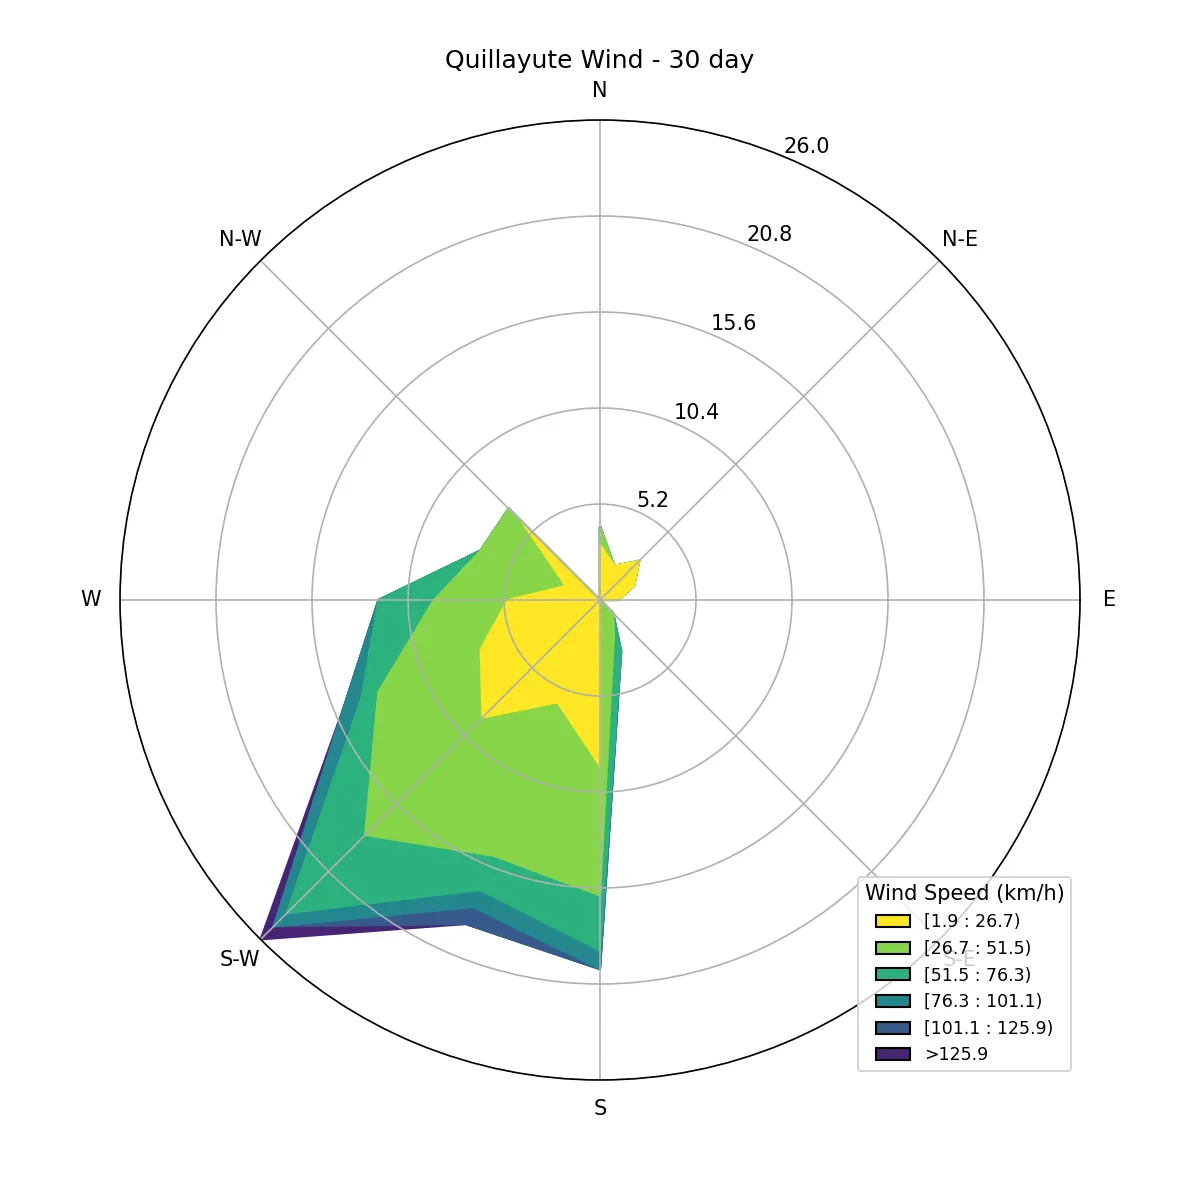 Quillayute Wind - 30 day
N
26.0
N-W
N-E
20.8
15.6
10.4
5.2
W
E
Wind Speed (km/h)
[1.9 : 26.7)
[26.7 : 51.5)
S-W
S-E
[51.5 : 76.3)
[76.3 : 101.1)
[101.1 : 125.9)
>125.9
S